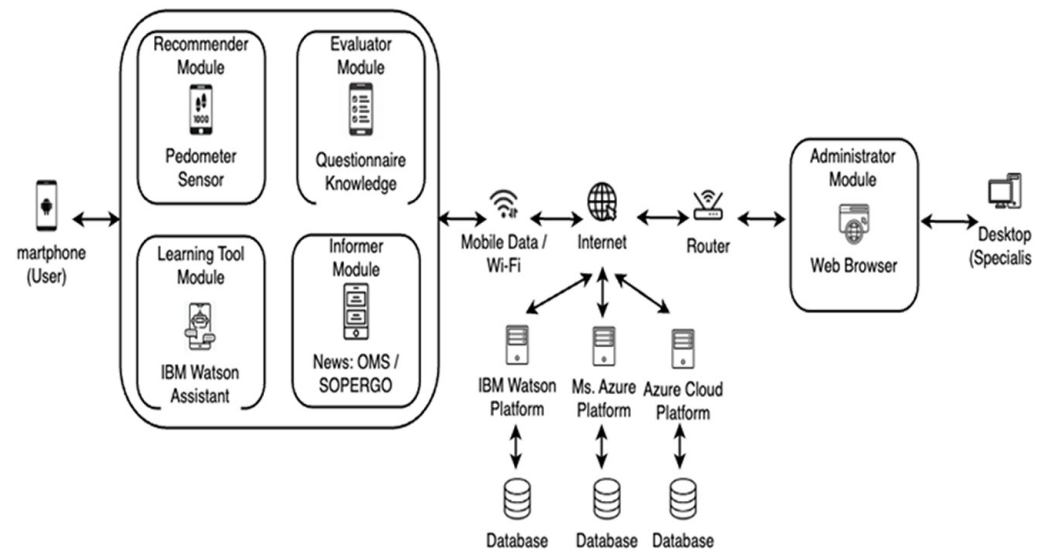 Recommender
Module
1000
Pedometer
Sensor
Evaluator
Module
Questionnaire
Knowledge
Learning Tool
Module
IBM Watson
Assistant
Informer
Module
News: OMS /
SOPERGO
martphone
(User)
Mobile Data /
Wi-Fi
Internet
Router
Administrator
Module
Web Browser
Desktop
(Specialis
IBM Watson
Platform
Ms. Azure
Platform
Azure Cloud
Platform
Database
Database
Database